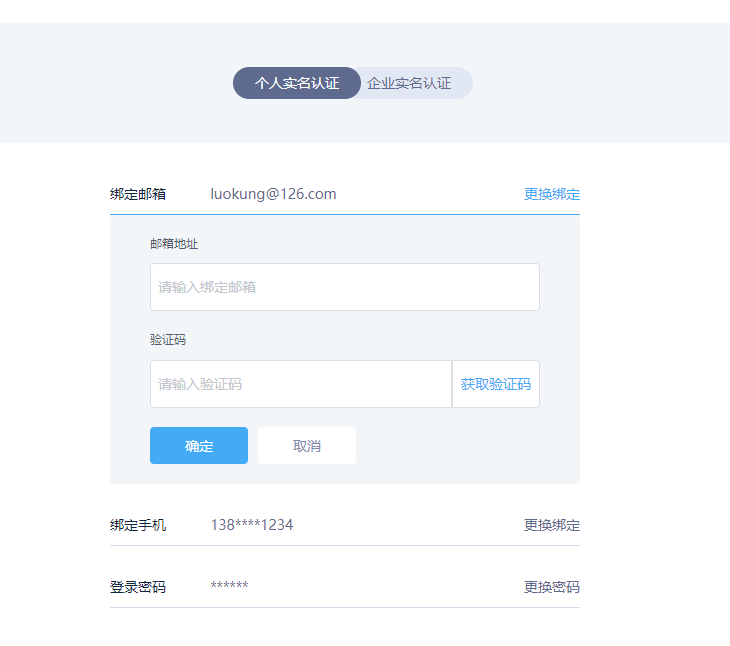 个人实名认证 企业实名认证
绑定邮箱 luokung@126.com 更换绑定
邮箱地址
请输入绑定邮箱
验证码
请输入验证码 获取验证码
确定 取消
绑定手机 138****1234 更换绑定
登录密码 ****** 更换密码